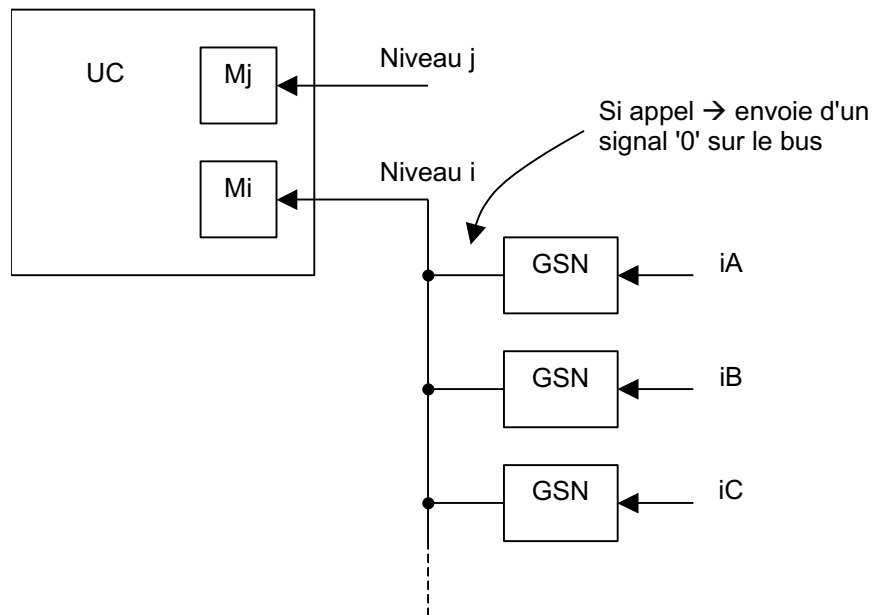 UC
Mj
Niveau j
Si appel → envoie d'un
signal '0' sur le bus
Mi
Niveau i
GSN
iA
GSN
iB
GSN
iC